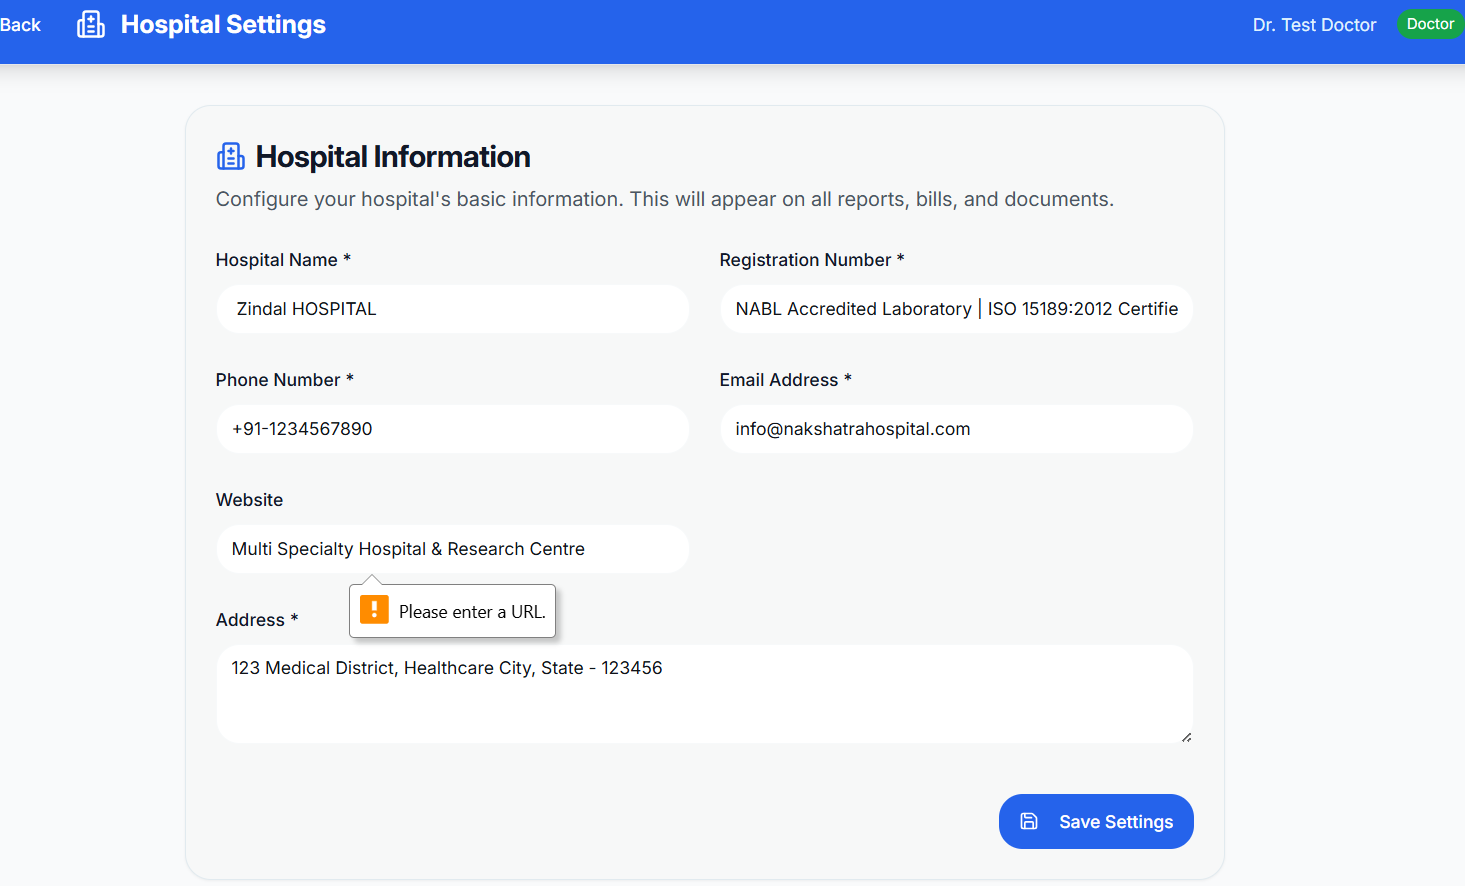 Back
Hospital Settings
Dr. Test Doctor
Doctor
Hospital Information
Configure your hospital's basic information. This will appear on all reports, bills, and documents.
Hospital Name *
Registration Number *
Zindal HOSPITAL
NABL Accredited Laboratory | ISO 15189:2012 Certifie
Phone Number *
Email Address *
+91-1234567890
info@nakshatrahospital.com
Website
Multi Specialty Hospital & Research Centre
Please enter a URL.
Address *
123 Medical District, Healthcare City, State - 123456
Save Settings